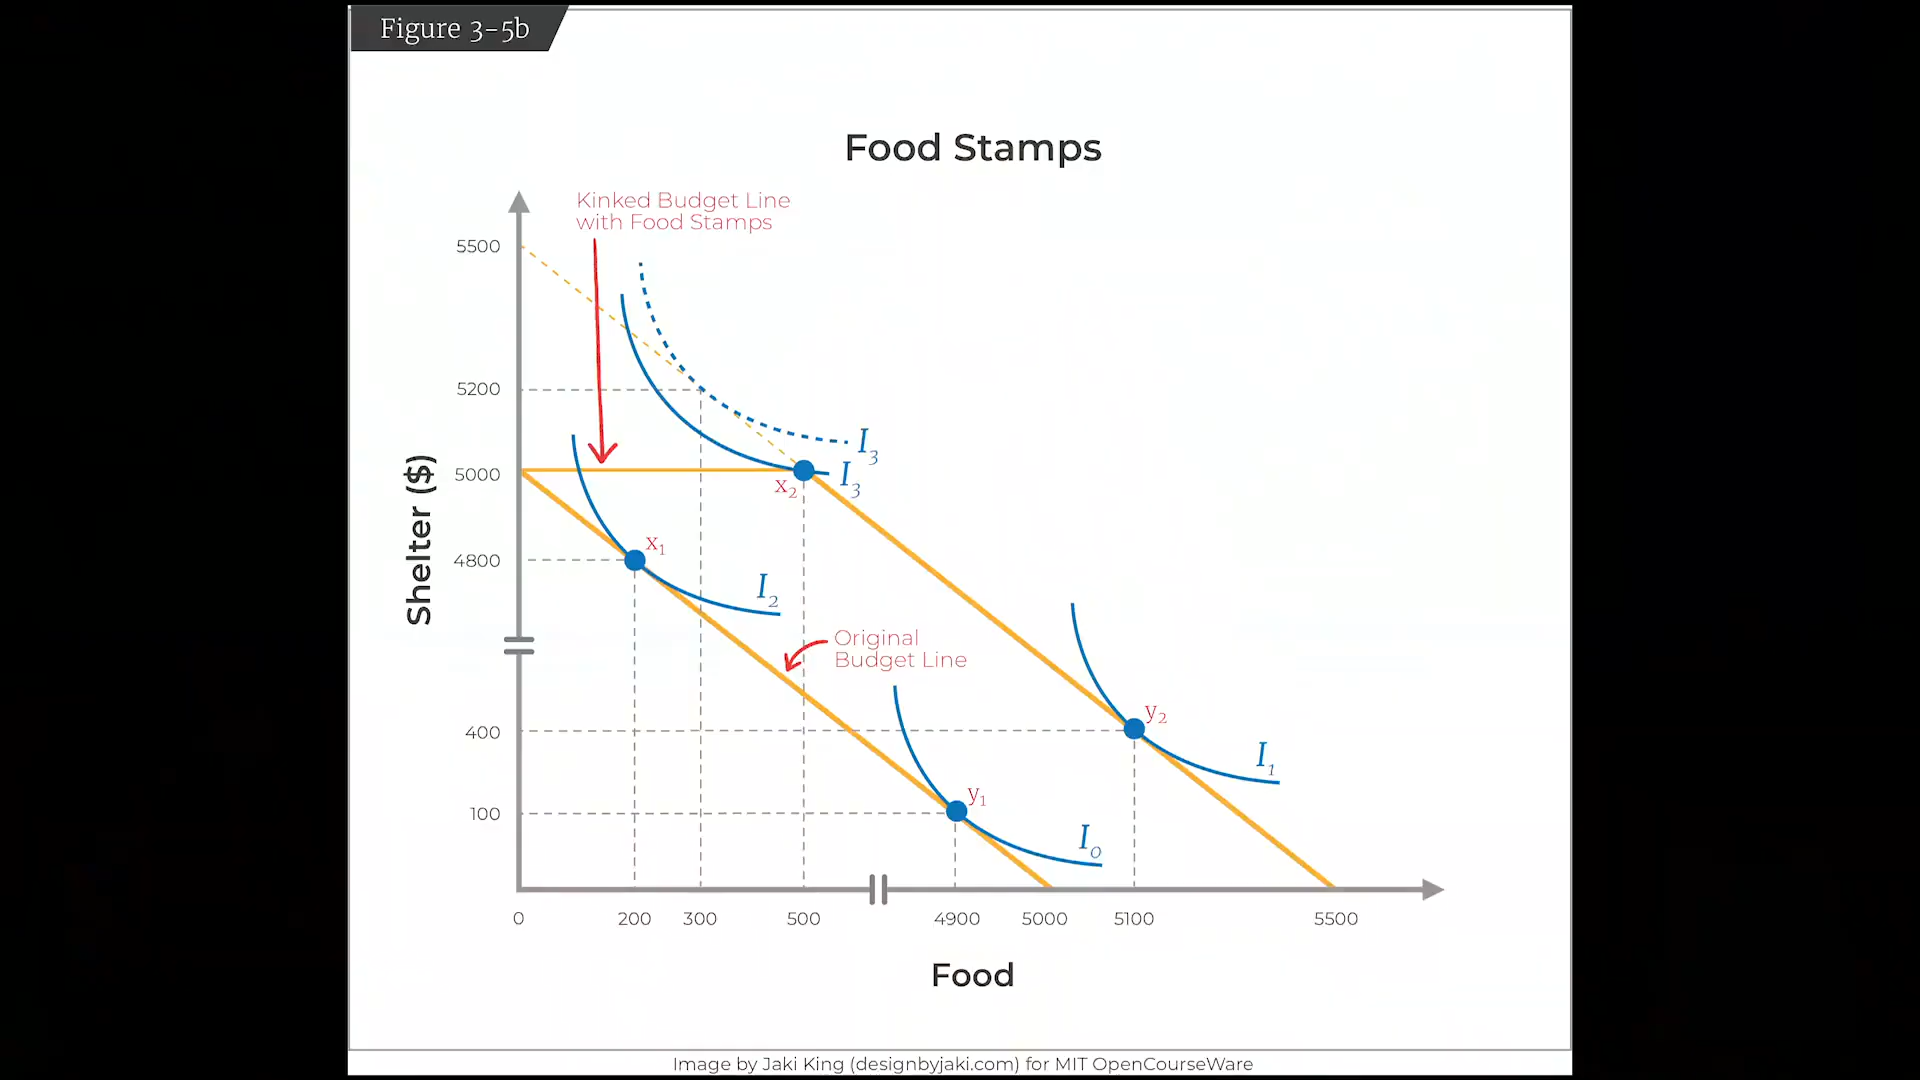 Figure 3-5b
Food Stamps
Kinked Budget Line
with Food Stamps
5500
5200
5000
4800
400
100
Shelter ($)
I3
I3
x2
x1
I2
Original
Budget Line
y2
I1
y1
I0
0 200 300 500 4900 5000 5100 5500
Food
Image by Jaki King (designbyjaki.com) for MIT OpenCourseWare